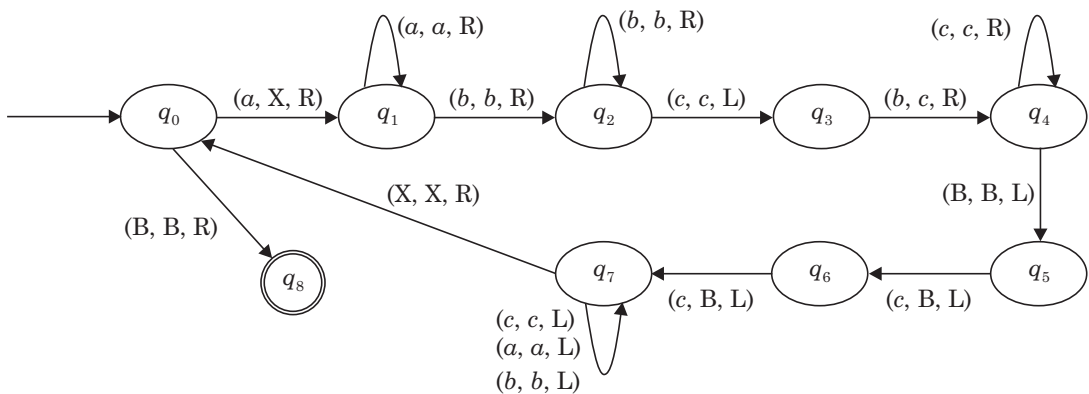 (a, a, R)
(b, b, R)
(c, c, R)
q0
(a, X, R)
q1
(b, b, R)
q2
(c, c, L)
q3
(b, c, R)
q4
(X, X, R)
(B, B, L)
(B, B, R)
q8
q7
(c, B, L)
q6
(c, B, L)
q5
(c, c, L)
(a, a, L)
(b, b, L)